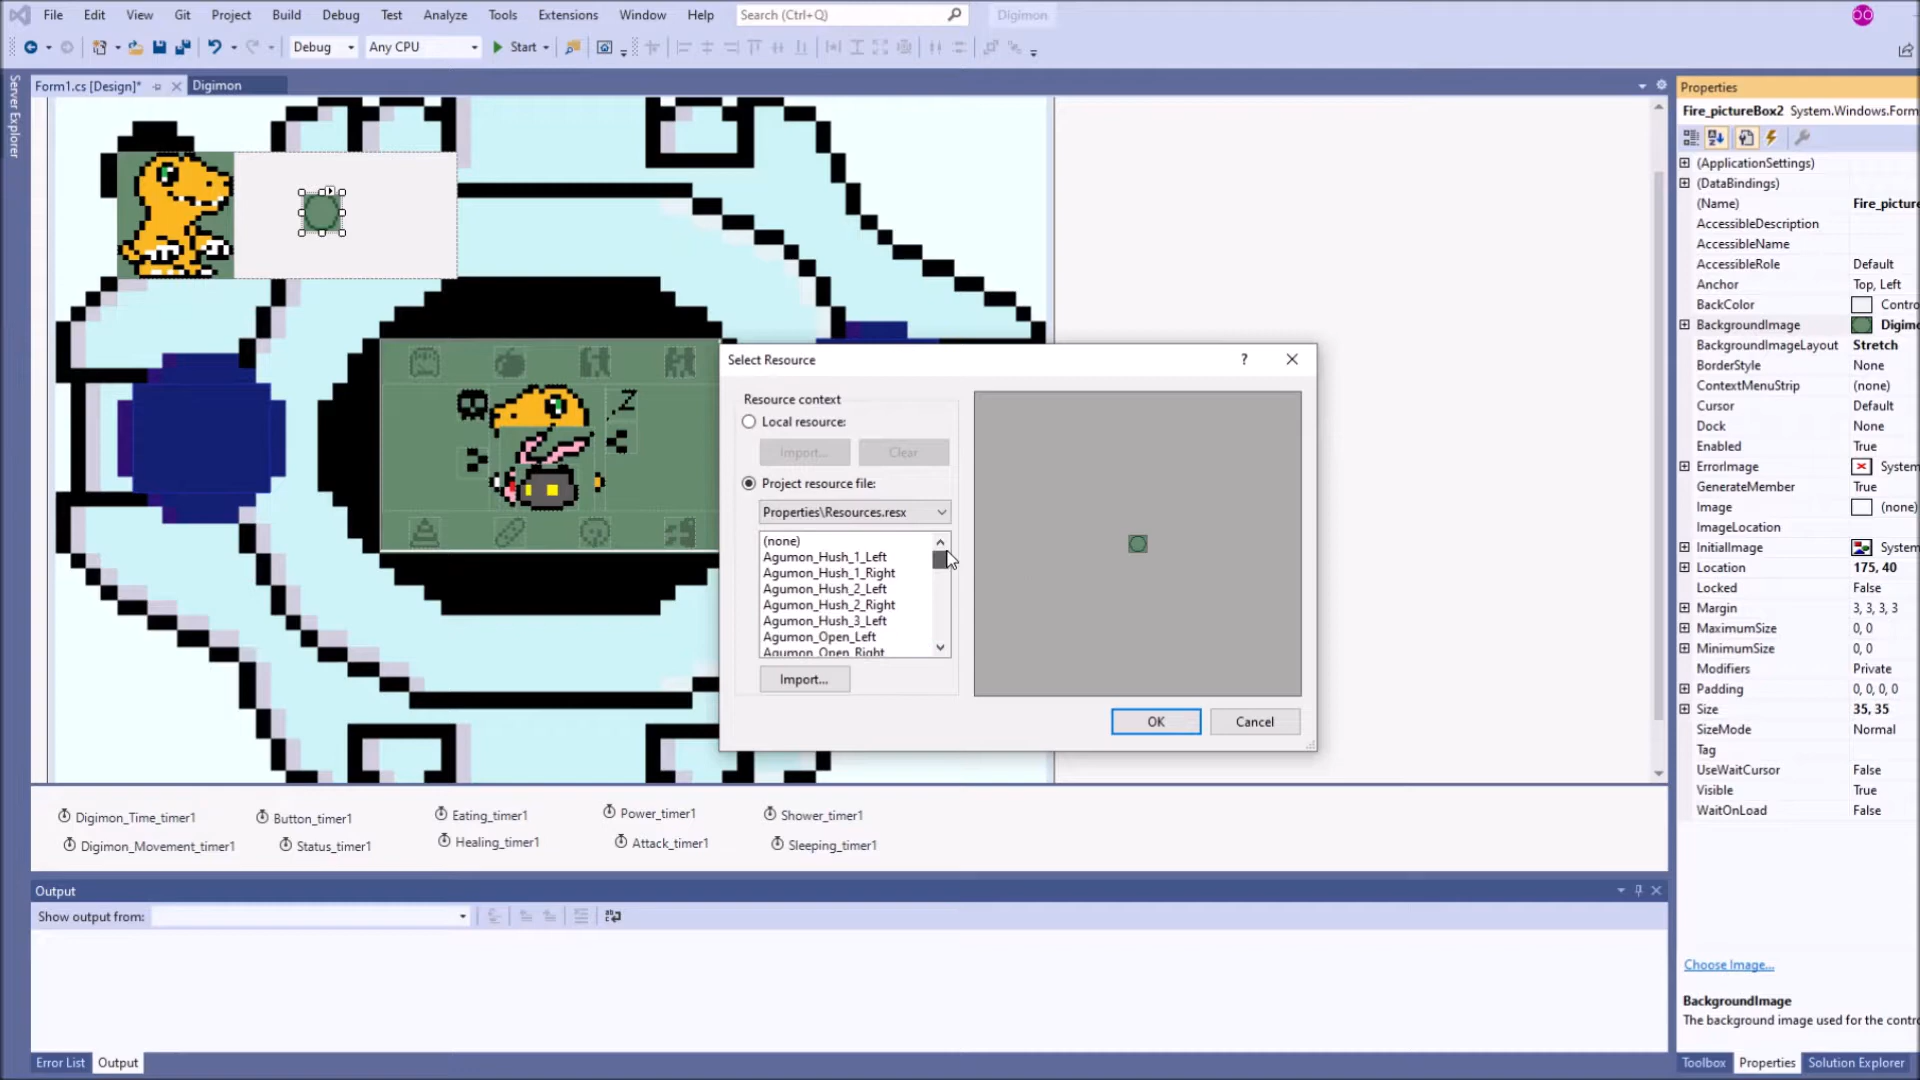 File Edit View Git Project Build Debug Test Analyze Tools Extensions Window Help Search (Ctrl+Q) Digimon
Debug Any CPU Start
Form1.cs [Design]* Digimon
Server Explorer
Select Resource
Resource context
Local resource:
Import... Clear
Project resource file:
Properties\Resources.resx
(none)
Agumon_Hush_1_Left
Agumon_Hush_1_Right
Agumon_Hush_2_Left
Agumon_Hush_2_Right
Agumon_Hush_3_Left
Agumon_Open_Left
Agumon_Open_Right
Import...
OK Cancel
Digimon_Time_timer1 Button_timer1 Eating_timer1 Power_timer1 Shower_timer1
Digimon_Movement_timer1 Status_timer1 Healing_timer1 Attack_timer1 Sleeping_timer1
Output
Show output from:
Error List Output
Properties
Fire_pictureBox2 System.Windows.Form
(ApplicationSettings)
(DataBindings)
(Name) Fire_picture
AccessibleDescription
AccessibleName
AccessibleRole Default
Anchor Top, Left
BackColor Contro
BackgroundImage Digimo
BackgroundImageLayout Stretch
BorderStyle None
ContextMenuStrip (none)
Cursor Default
Dock None
Enabled True
ErrorImage System
GenerateMember True
Image (none)
ImageLocation
InitialImage System
Location 175, 40
Locked False
Margin 3, 3, 3, 3
MaximumSize 0, 0
MinimumSize 0, 0
Modifiers Private
Padding 0, 0, 0, 0
Size 35, 35
SizeMode Normal
Tag
UseWaitCursor False
Visible True
WaitOnLoad False
Choose Image...
BackgroundImage
The background image used for the contro
Toolbox Properties Solution Explorer